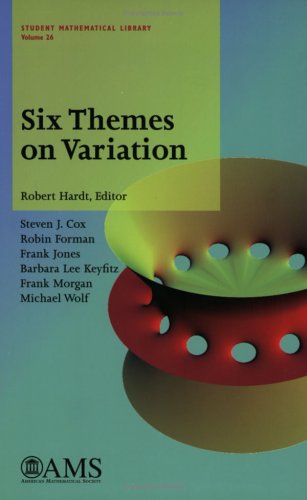 STUDENT MATHEMATICAL LIBRARY
Volume 26
Six Themes
on Variation
Robert Hardt, Editor
Steven J. Cox
Robin Forman
Frank Jones
Barbara Lee Keyfitz
Frank Morgan
Michael Wolf
AMS
AMERICAN MATHEMATICAL SOCIETY